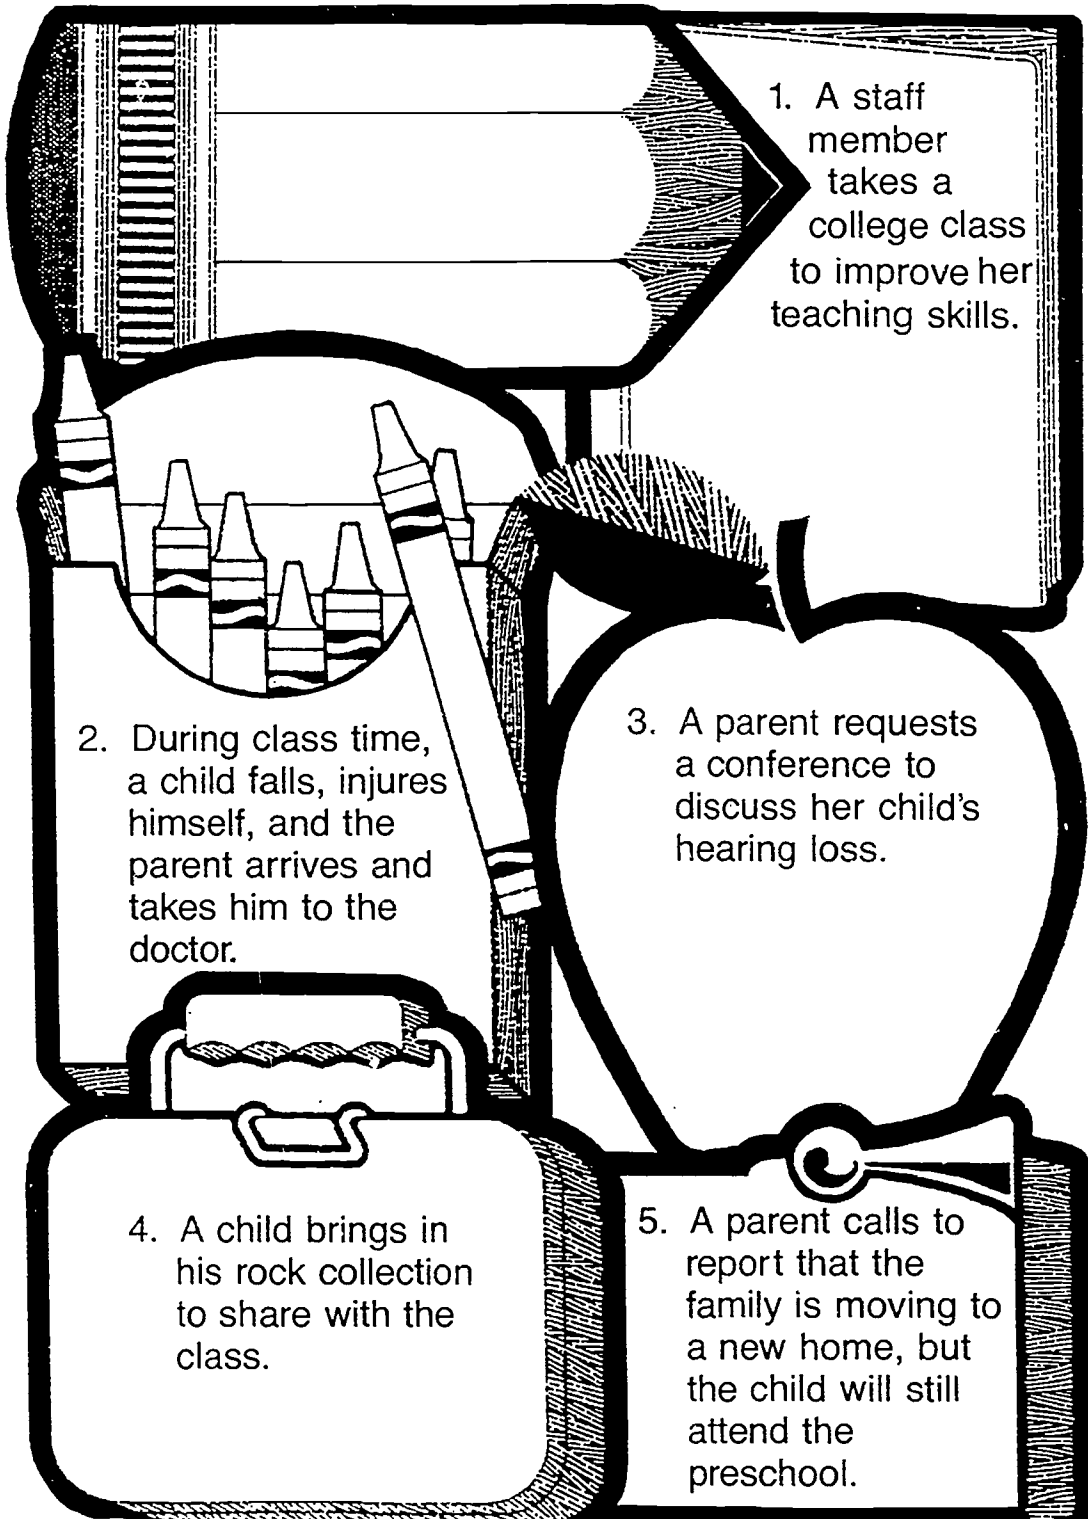 1. A staff
member
takes a
college class
to improve her
teaching skills.
2. During class time,
a child falls, injures
himself, and the
parent arrives and
takes him to the
doctor.
3. A parent requests
a conference to
discuss her child's
hearing loss.
4. A child brings in
his rock collection
to share with the
class.
5. A parent calls to
report that the
family is moving to
a new home, but
the child will still
attend the
preschool.